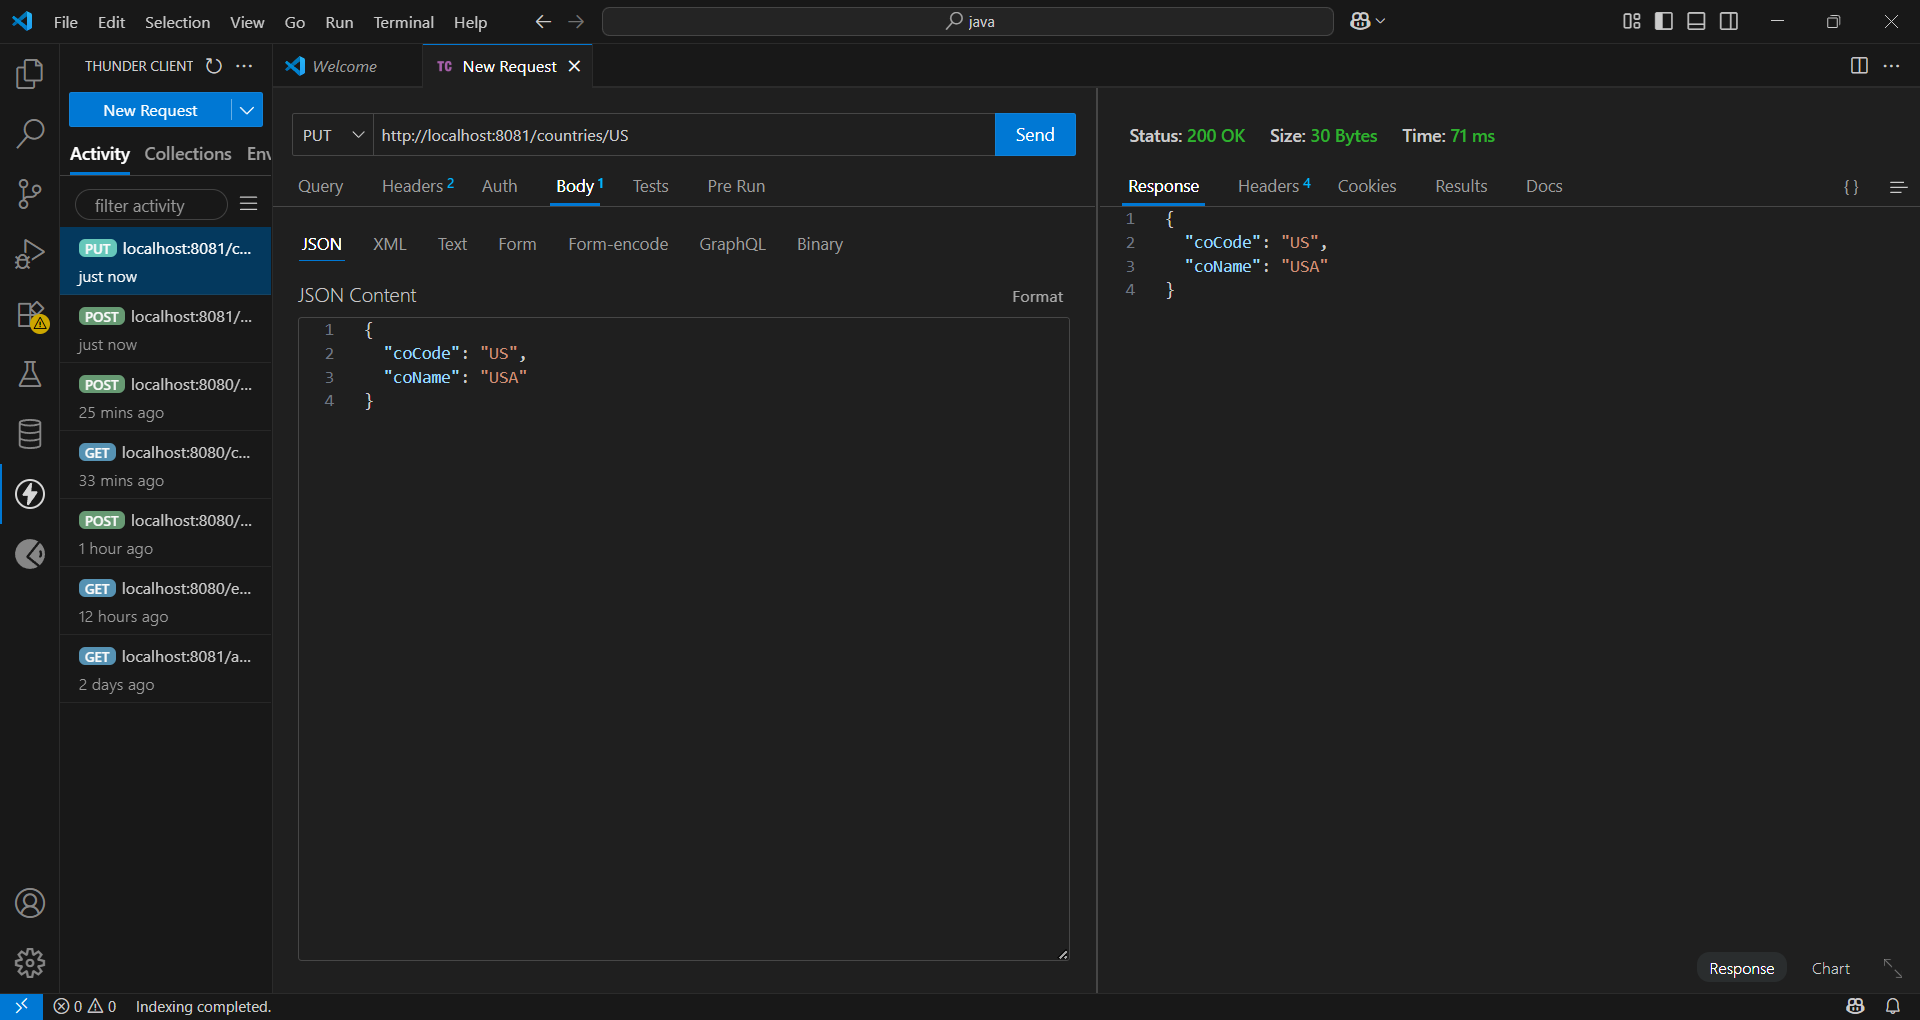 File Edit Selection View Go Run Terminal Help
java
THUNDER CLIENT
Welcome
TC New Request
New Request
Activity Collections Env
filter activity
PUT localhost:8081/c...
just now
POST localhost:8081/...
just now
POST localhost:8080/...
25 mins ago
GET localhost:8080/c...
33 mins ago
POST localhost:8080/...
1 hour ago
GET localhost:8080/e...
12 hours ago
GET localhost:8081/a...
2 days ago
PUT http://localhost:8081/countries/US Send
Query Headers 2 Auth Body 1 Tests Pre Run
JSON XML Text Form Form-encode GraphQL Binary
JSON Content Format
1 {
2 "coCode": "US",
3 "coName": "USA"
4 }
Status: 200 OK Size: 30 Bytes Time: 71 ms
Response Headers 4 Cookies Results Docs { }
1 {
2 "coCode": "US",
3 "coName": "USA"
4 }
Response Chart
0 0 Indexing completed.